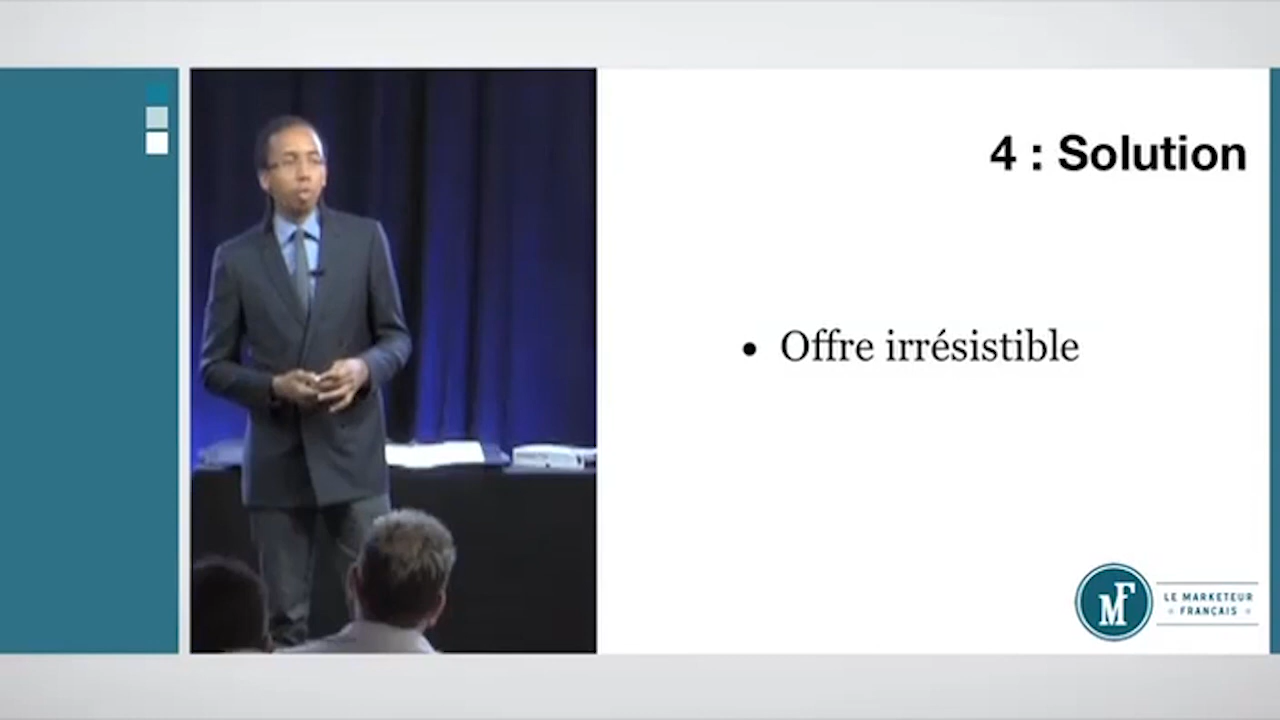 4 : Solution
• Offre irrésistible
MF
LE MARKETEUR
FRANÇAIS